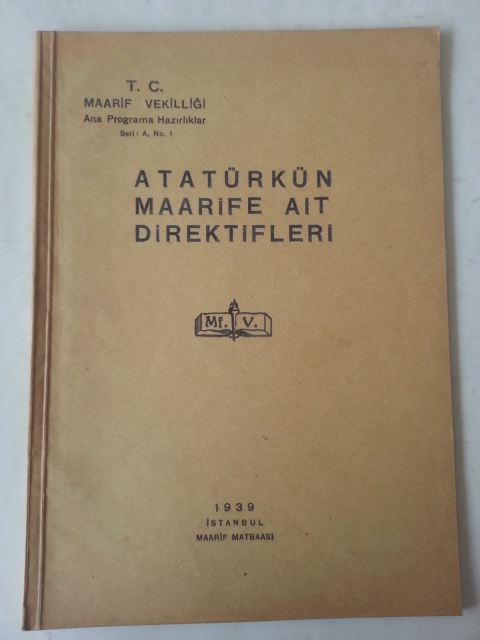 T. C.
MAARİF VEKİLLİĞİ
Ana Programa Hazırlıklar
Seri: A, No. 1
ATATÜRKÜN
MAARİFE AİT
DİREKTİFLERİ
Mf. V.
1939
İSTANBUL
MAARİF MATBAASI